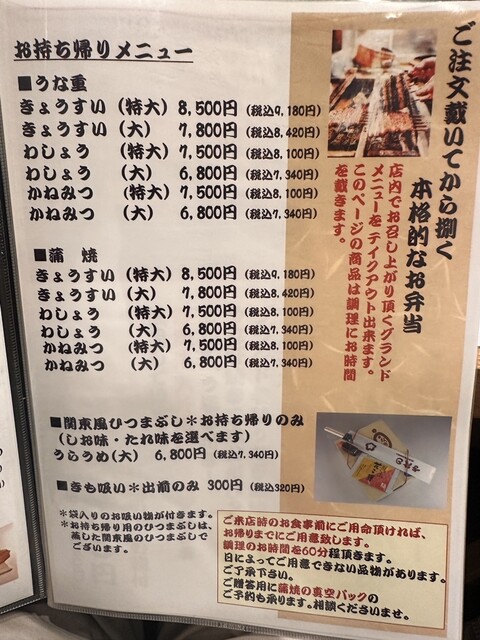 お持ち帰りメニュー
■うな重
きょうすい（特大）8,500円（税込9,180円）
きょうすい（大）7,800円（税込8,420円）
わしょう（特大）7,500円（税込8,100円）
わしょう（大）6,800円（税込7,340円）
かねみつ（特大）7,500円（税込8,100円）
かねみつ（大）6,800円（税込7,340円）
■蒲　焼
きょうすい（特大）8,500円（税込9,180円）
きょうすい（大）7,800円（税込8,420円）
わしょう（特大）7,500円（税込8,100円）
わしょう（大）6,800円（税込7,340円）
かねみつ（特大）7,500円（税込8,100円）
かねみつ（大）6,800円（税込7,340円）
■関東風ひつまぶし＊お持ち帰りのみ
（しお味・たれ味を選べます）
うらうめ（大）6,800円（税込7,340円）
■きも吸い＊出前のみ 300円（税込320円）
＊袋入りのお吸い物が付きます。
＊お持ち帰り用のひつまぶしは、
蒸した関東風のひつまぶしで
ございます。
ご注文戴いてから捌く
本格的なお弁当
店内でお召し上がり頂くグランド
メニューをテイクアウト出来ます。
このページの商品は調理にお時間
を戴きます。
ご来店時のお食事前にご用命頂ければ、
お帰りまでにご用意致します。
調理のお時間を60分程頂きます。
日によってご用意できない品物があります。
ご了承下さい。
ご贈答用に蒲焼の真空パックの
ご予約も承ります。相談くださいませ。